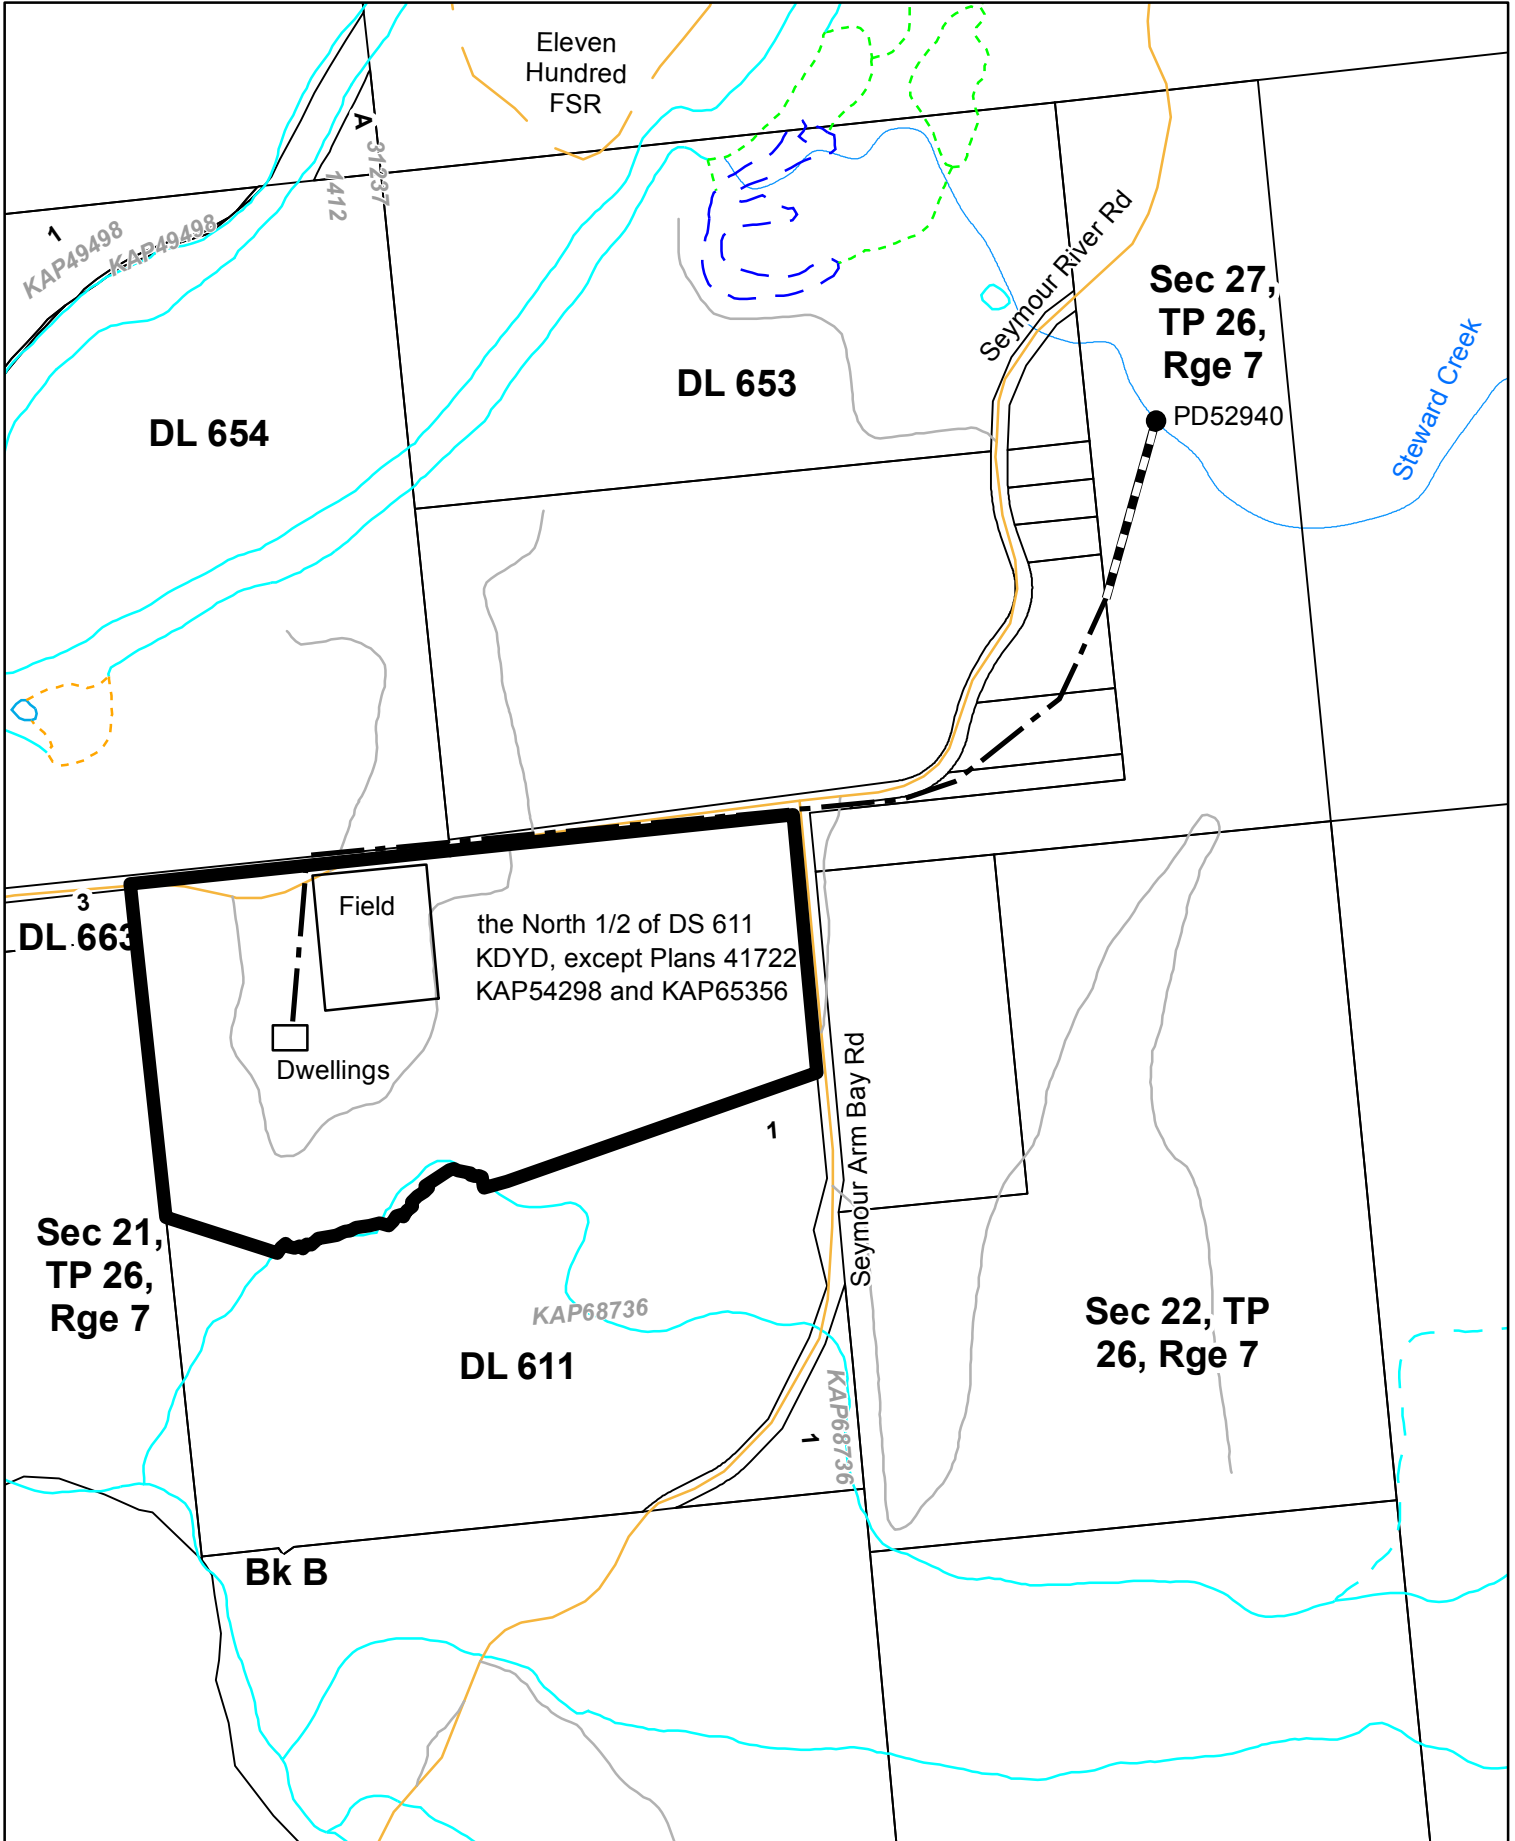 Eleven
Hundred
FSR
A
31237
1412
1
KAP49498
KAP49498
Seymour River Rd
Sec 27,
TP 26,
Rge 7
DL 653
DL 654
PD52940
Steward Creek
3
DL 663
Field
the North 1/2 of DS 611
KDYD, except Plans 41722
KAP54298 and KAP65356
Dwellings
1
Seymour Arm Bay Rd
Sec 21,
TP 26,
Rge 7
KAP68736
DL 611
Sec 22, TP
26, Rge 7
KAP68736
1
Bk B